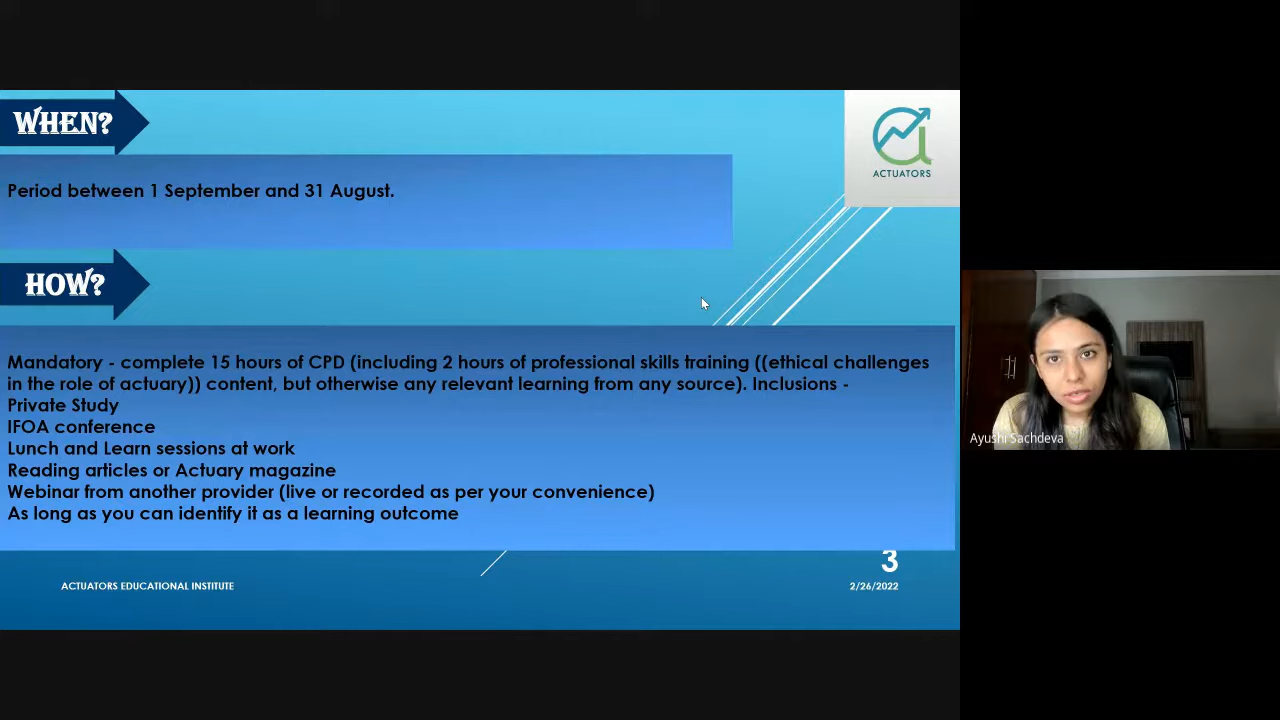 WHEN?
ACTUATORS
Period between 1 September and 31 August.
HOW?
Mandatory - complete 15 hours of CPD (including 2 hours of professional skills training ((ethical challenges
in the role of actuary)) content, but otherwise any relevant learning from any source). Inclusions -
Private Study
IFOA conference
Lunch and Learn sessions at work
Reading articles or Actuary magazine
Webinar from another provider (live or recorded as per your convenience)
As long as you can identify it as a learning outcome
Ayushi Sachdeva
3
ACTUATORS EDUCATIONAL INSTITUTE
2/26/2022